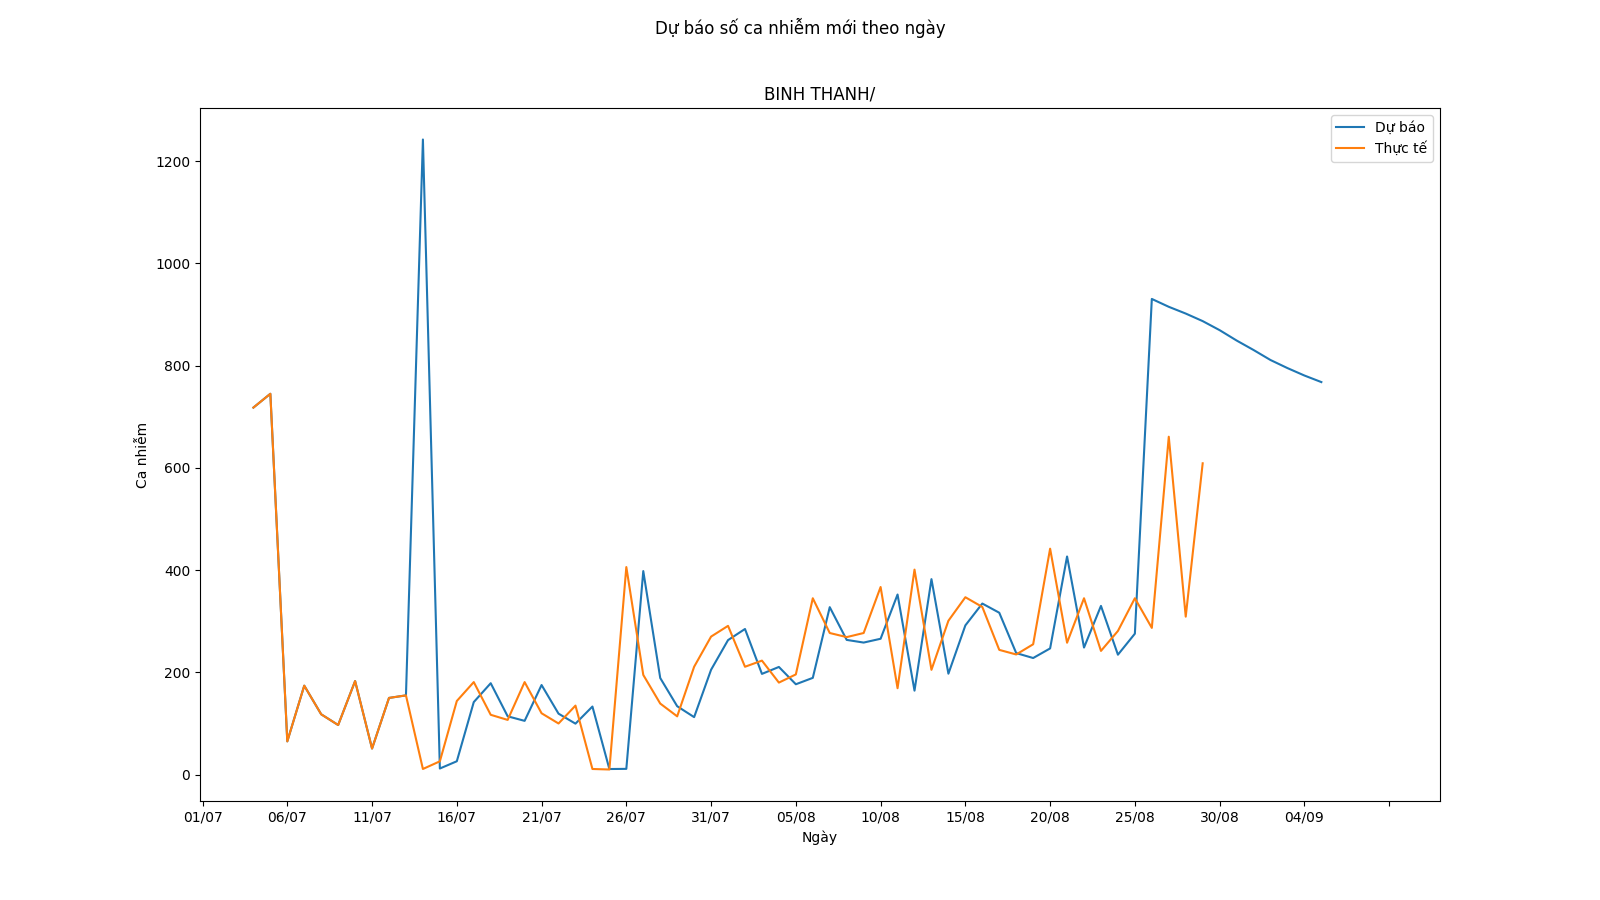 Dự báo số ca nhiễm mới theo ngày
BINH THANH/
Dự báo
Thực tế
1200
1000
800
600
400
200
0
Ca nhiễm
01/07 06/07 11/07 16/07 21/07 26/07 31/07 05/08 10/08 15/08 20/08 25/08 30/08 04/09
Ngày